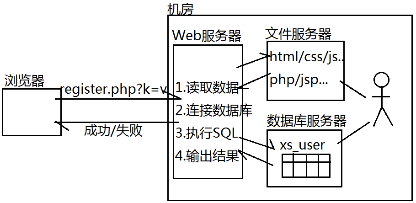 机房
Web服务器
文件服务器
html/css/js..
php/jsp...
浏览器
register.php?k=v
成功/失败
1.读取数据
2.连接数据库
3.执行SQL
4.输出结果
数据库服务器
xs_user